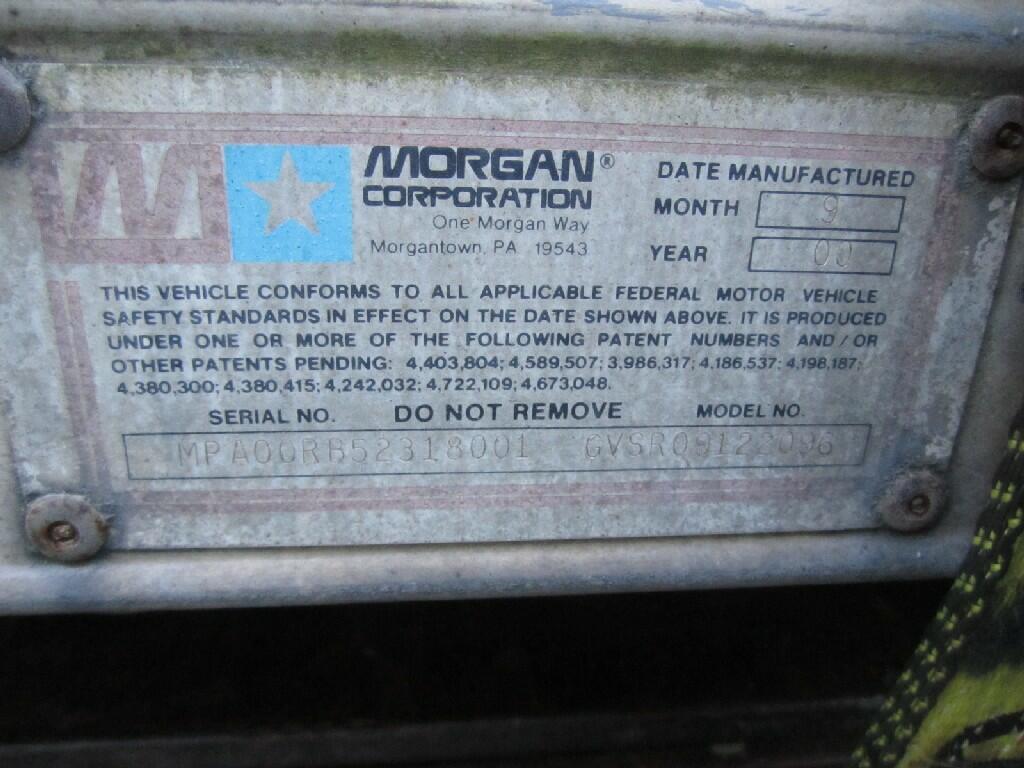 M
MORGAN®
CORPORATION
One Morgan Way
Morgantown, PA 19543
DATE MANUFACTURED
MONTH 9
YEAR 00
THIS VEHICLE CONFORMS TO ALL APPLICABLE FEDERAL MOTOR VEHICLE
SAFETY STANDARDS IN EFFECT ON THE DATE SHOWN ABOVE. IT IS PRODUCED
UNDER ONE OR MORE OF THE FOLLOWING PATENT NUMBERS AND/OR
OTHER PATENTS PENDING: 4,403,804; 4,589,507; 3,986,317; 4,186,537; 4,198,187;
4,380,300; 4,380,415; 4,242,032; 4,722,109; 4,673,048.
SERIAL NO. DO NOT REMOVE MODEL NO.
MPA00RB52318001 GVSR09122096